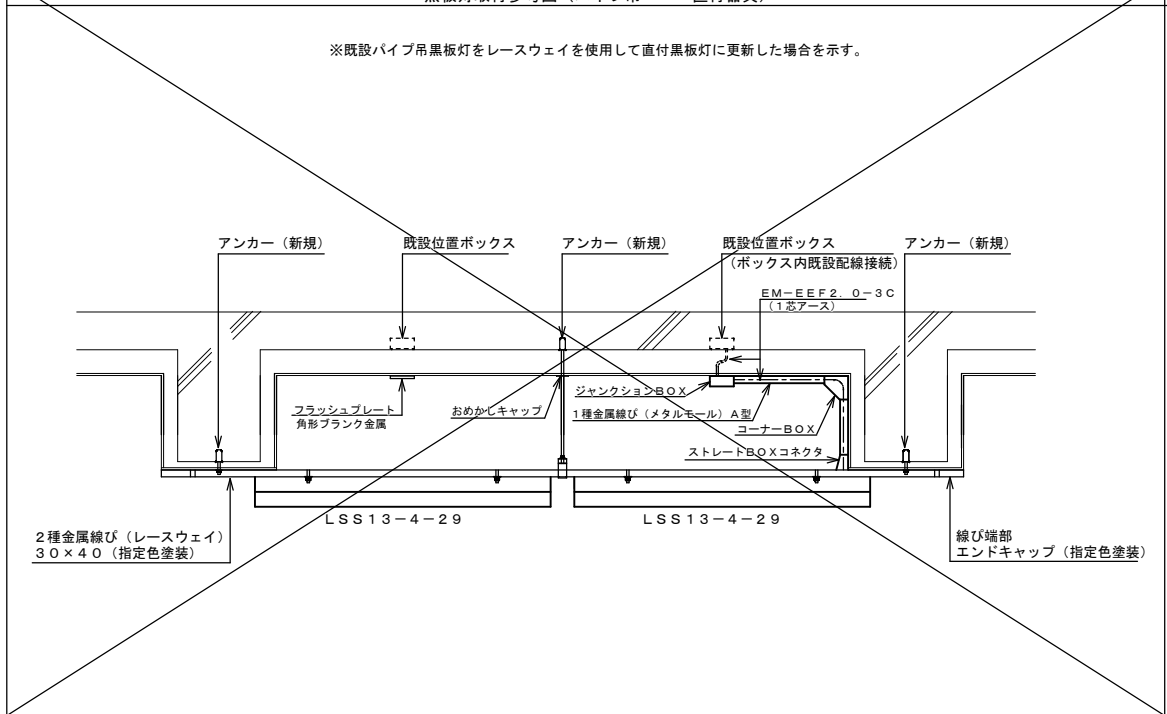 ※既設パイプ吊黒板灯をレースウェイを使用して直付黒板灯に更新した場合を示す。
アンカー（新規）
既設位置ボックス
アンカー（新規）
既設位置ボックス
（ボックス内既設配線接続）
アンカー（新規）
ＥＭ－ＥＥＦ２．０－３Ｃ
（１芯アース）
フラッシュプレート
角形ブランク金属
おめかしキャップ
ジャンクションＢＯＸ
１種金属線ぴ（メタルモール）Ａ型
コーナーＢＯＸ
ストレートＢＯＸコネクタ
ＬＳＳ１３－４－２９
ＬＳＳ１３－４－２９
２種金属線ぴ（レースウェイ）
３０×４０（指定色塗装）
線ぴ端部
エンドキャップ（指定色塗装）